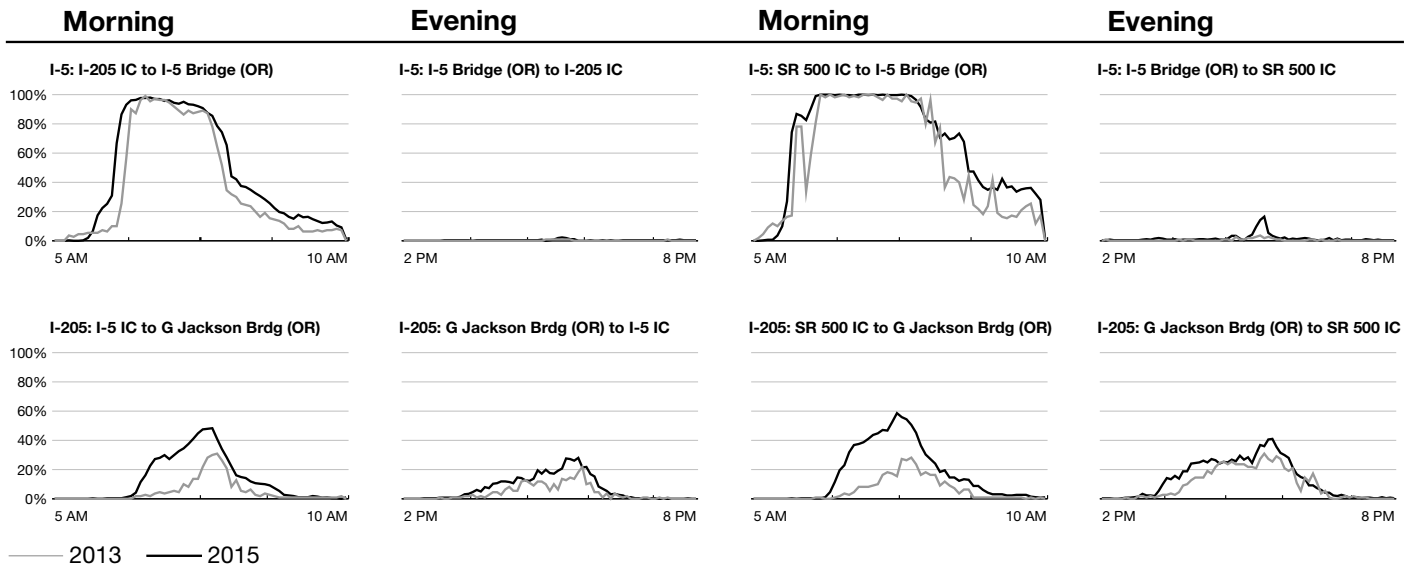 Morning Evening Morning Evening
I-5: I-205 IC to I-5 Bridge (OR)
100%
80%
60%
40%
20%
0%
5 AM 10 AM
I-5: I-5 Bridge (OR) to I-205 IC
2 PM 8 PM
I-5: SR 500 IC to I-5 Bridge (OR)
5 AM 10 AM
I-5: I-5 Bridge (OR) to SR 500 IC
2 PM 8 PM
I-205: I-5 IC to G Jackson Brdg (OR)
100%
80%
60%
40%
20%
0%
5 AM 10 AM
I-205: G Jackson Brdg (OR) to I-5 IC
2 PM 8 PM
I-205: SR 500 IC to G Jackson Brdg (OR)
5 AM 10 AM
I-205: G Jackson Brdg (OR) to SR 500 IC
2 PM 8 PM
2013 2015